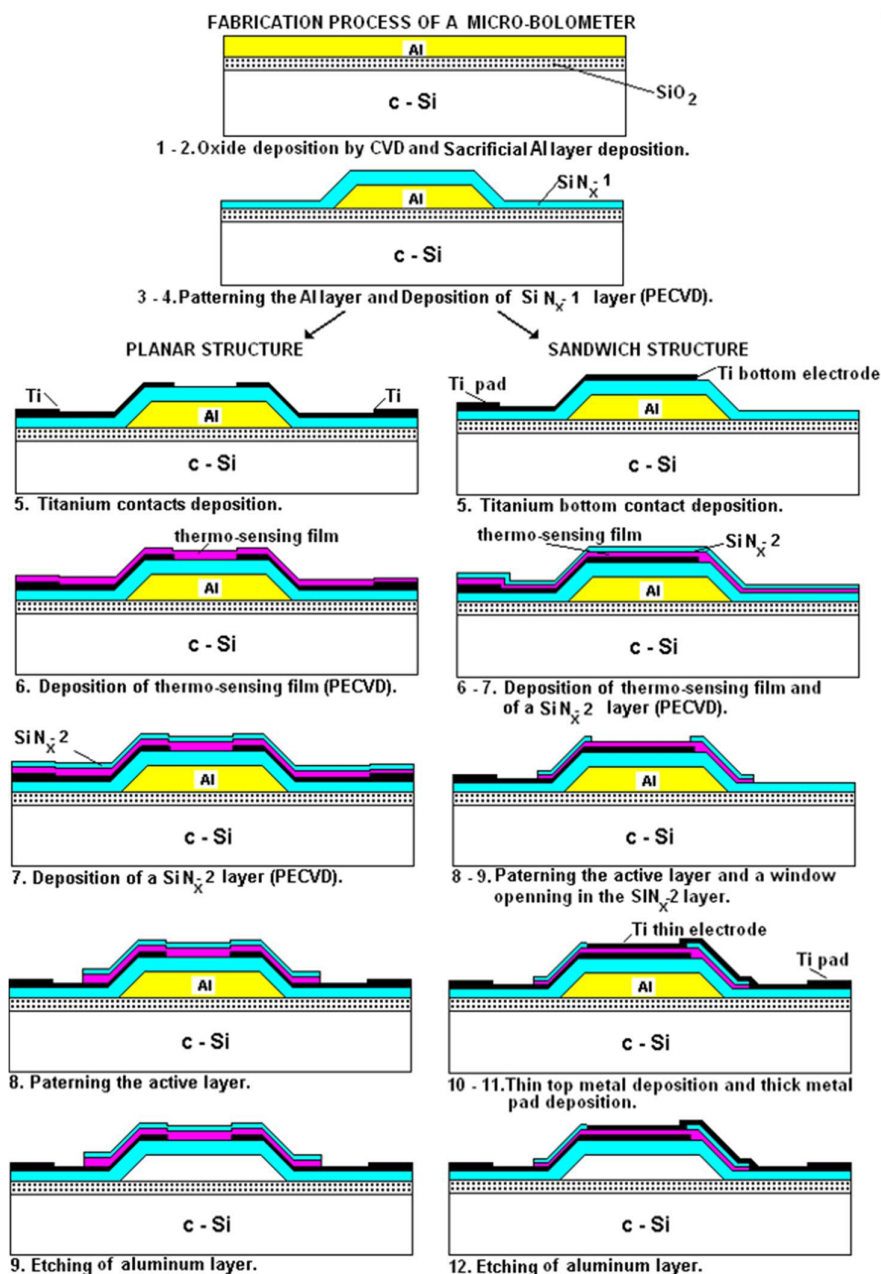 FABRICATION PROCESS OF A MICRO-BOLOMETER
Al
SiO2
c - Si
1 - 2. Oxide deposition by CVD and Sacrificial Al layer deposition.
SiNx-1
Al
c - Si
3 - 4. Patterning the Al layer and Deposition of SiNx-1 layer (PECVD).
PLANAR STRUCTURE
Ti
Ti
Al
c - Si
5. Titanium contacts deposition.
thermo-sensing film
Al
c - Si
6. Deposition of thermo-sensing film (PECVD).
SiNx-2
Al
c - Si
7. Deposition of a SiNx-2 layer (PECVD).
Al
c - Si
8. Paterning the active layer.
c - Si
9. Etching of aluminum layer.
SANDWICH STRUCTURE
Ti pad
Ti bottom electrode
Al
c - Si
5. Titanium bottom contact deposition.
thermo-sensing film
SiNx-2
Al
c - Si
6 - 7. Deposition of thermo-sensing film and
of a SiNx-2 layer (PECVD).
Al
c - Si
8 - 9. Paterning the active layer and a window
openning in the SINx-2 layer.
Ti thin electrode
Ti pad
Al
c - Si
10 - 11. Thin top metal deposition and thick metal
pad deposition.
c - Si
12. Etching of aluminum layer.